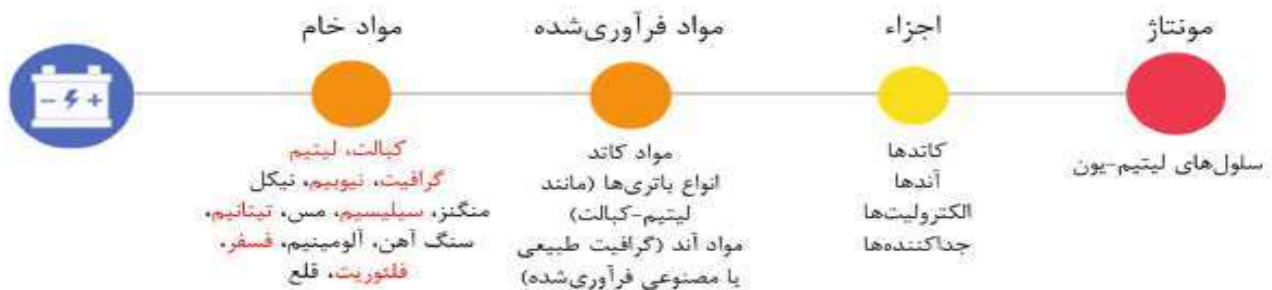 مواد خام
کبالت، لیتیم
گرافیت، نیوبیم، نیکل
منگنز، سیلیسیم، مس، تیتانیم،
سنگ آهن، آلومینیم، فسفر،
فلئوریت، قلع
مواد فرآوری‌شده
مواد کاتد
انواع باتری‌ها (مانند
لیتیم-کبالت)
مواد آند (گرافیت طبیعی
یا مصنوعی فرآوری‌شده)
اجزاء
کاتدها
آندها
الکترولیت‌ها
جداکننده‌ها
مونتاژ
سلول‌های لیتیم-یون